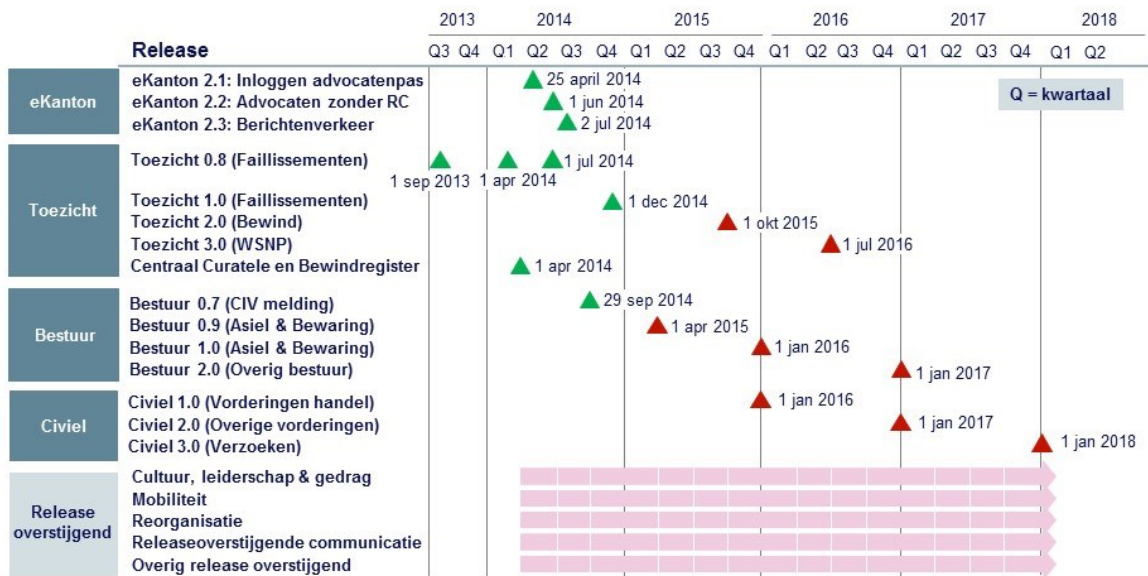 2013 2014 2015 2016 2017 2018
Release Q3 Q4 Q1 Q2 Q3 Q4 Q1 Q2 Q3 Q4 Q1 Q2 Q3 Q4 Q1 Q2 Q3 Q4 Q1 Q2
eKanton
eKanton 2.1: Inloggen advocatenpas 25 april 2014
eKanton 2.2: Advocaten zonder RC 1 jun 2014
eKanton 2.3: Berichtenverkeer 2 jul 2014
Q = kwartaal
Toezicht
Toezicht 0.8 (Faillissementen) 1 jul 2014
1 sep 2013 1 apr 2014
Toezicht 1.0 (Faillissementen) 1 dec 2014
Toezicht 2.0 (Bewind) 1 okt 2015
Toezicht 3.0 (WSNP) 1 jul 2016
Centraal Curatele en Bewindregister 1 apr 2014
Bestuur
Bestuur 0.7 (CIV melding) 29 sep 2014
Bestuur 0.9 (Asiel & Bewaring) 1 apr 2015
Bestuur 1.0 (Asiel & Bewaring) 1 jan 2016
Bestuur 2.0 (Overig bestuur) 1 jan 2017
Civiel
Civiel 1.0 (Vorderingen handel) 1 jan 2016
Civiel 2.0 (Overige vorderingen) 1 jan 2017
Civiel 3.0 (Verzoeken) 1 jan 2018
Release
overstijgend
Cultuur, leiderschap & gedrag
Mobiliteit
Reorganisatie
Releaseoverstijgende communicatie
Overig release overstijgend